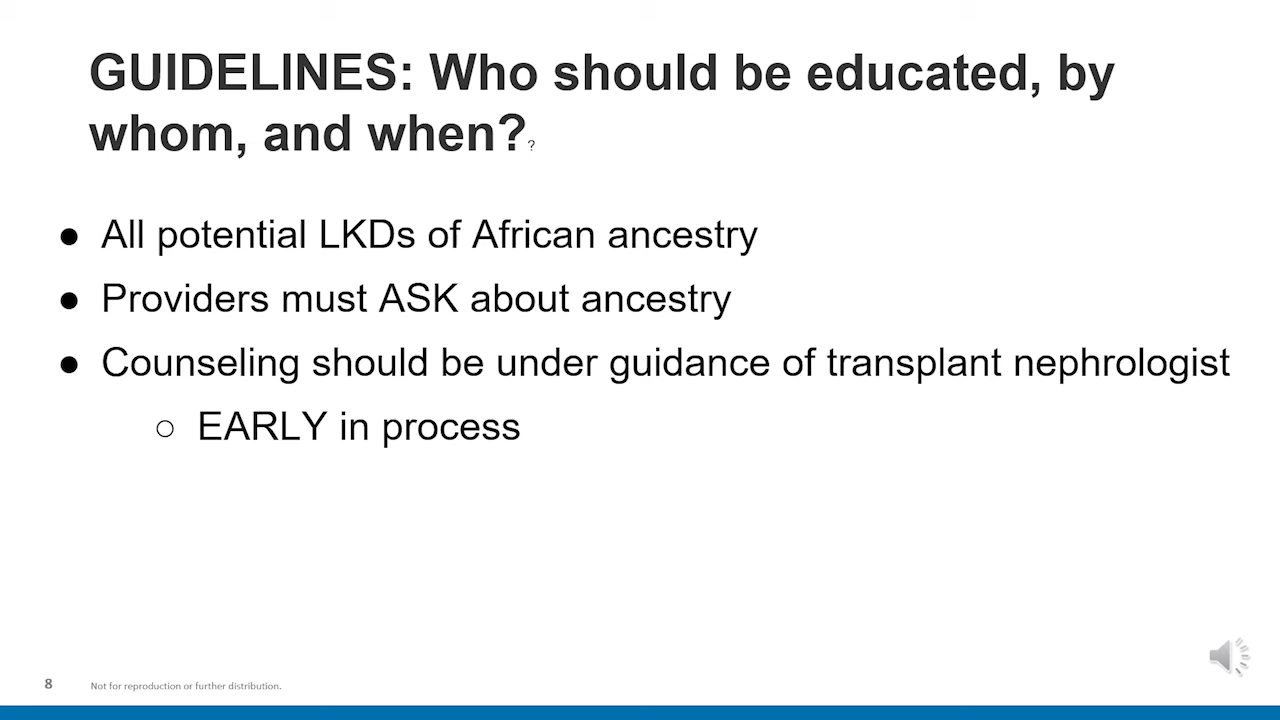 GUIDELINES: Who should be educated, by
whom, and when??
● All potential LKDs of African ancestry
● Providers must ASK about ancestry
● Counseling should be under guidance of transplant nephrologist
○ EARLY in process
8 Not for reproduction or further distribution.